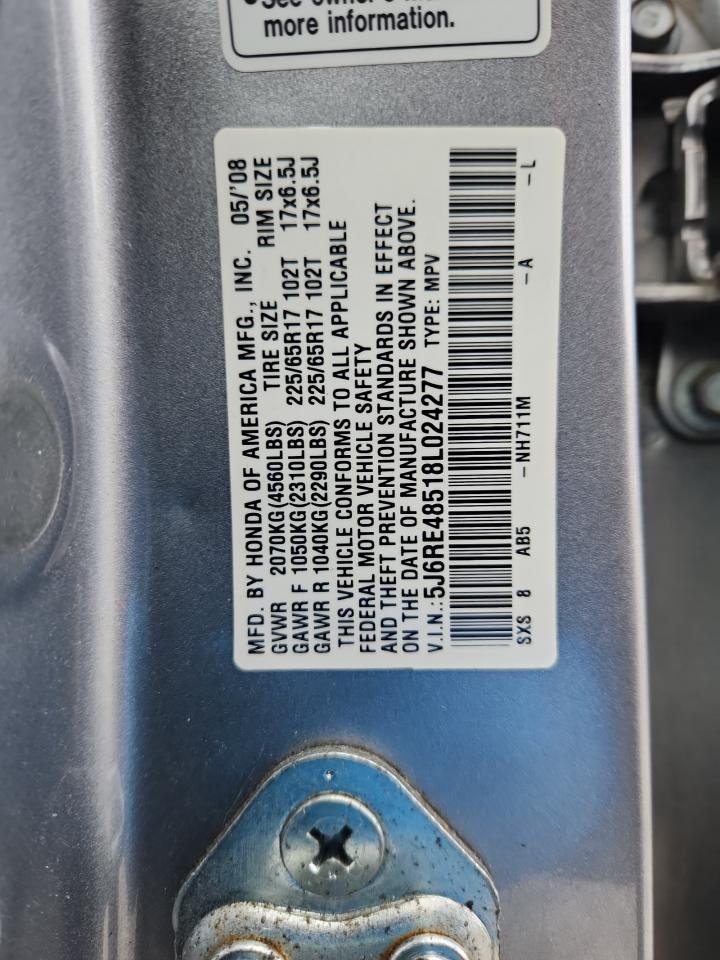 more information.
MFD. BY HONDA OF AMERICA MFG., INC. 05/'08
GVWR 2070KG(4560LBS) TIRE SIZE RIM SIZE
GAWR F 1050KG(2310LBS) 225/65R17 102T 17x6.5J
GAWR R 1040KG(2290LBS) 225/65R17 102T 17x6.5J
THIS VEHICLE CONFORMS TO ALL APPLICABLE
FEDERAL MOTOR VEHICLE SAFETY
AND THEFT PREVENTION STANDARDS IN EFFECT
ON THE DATE OF MANUFACTURE SHOWN ABOVE.
V.I.N.:5J6RE48518L024277 TYPE: MPV
SXS 8 AB5 -NH711M -A -L